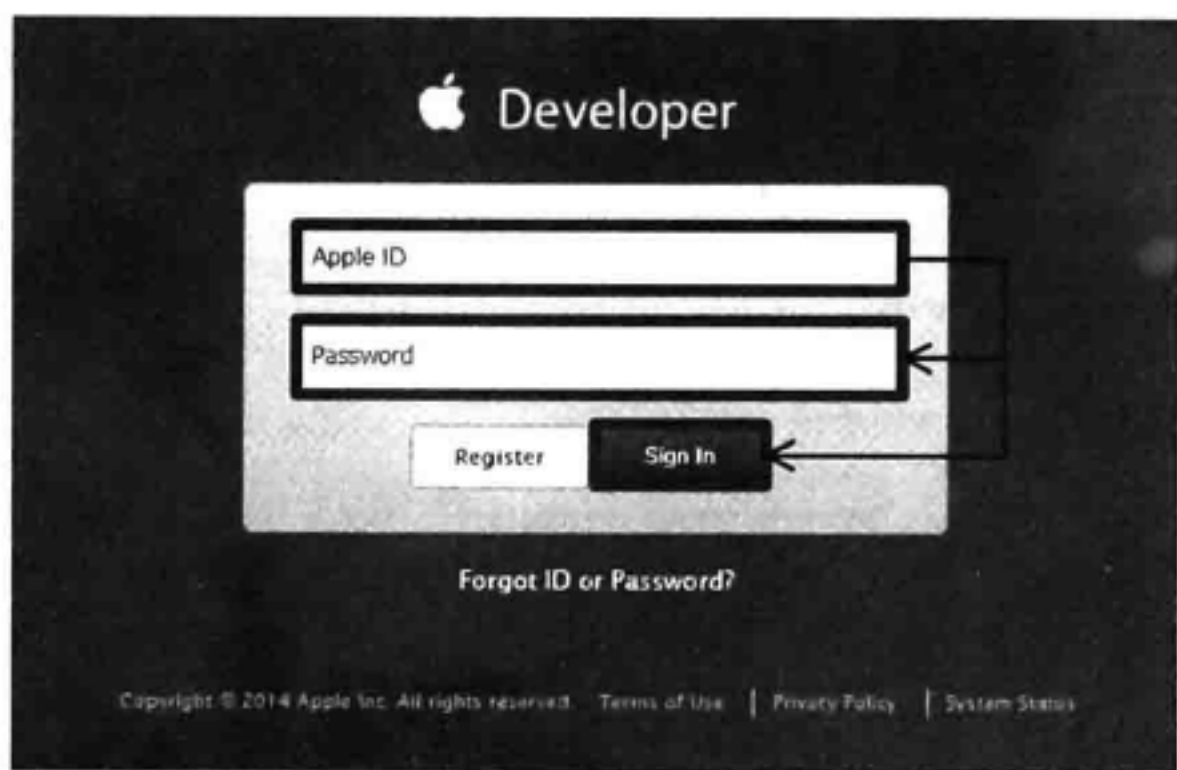 Developer
Apple ID
Password
Register Sign In
Forgot ID or Password?
Copyright © 2014 Apple Inc. All rights reserved. Terms of Use | Privacy Policy | System Status